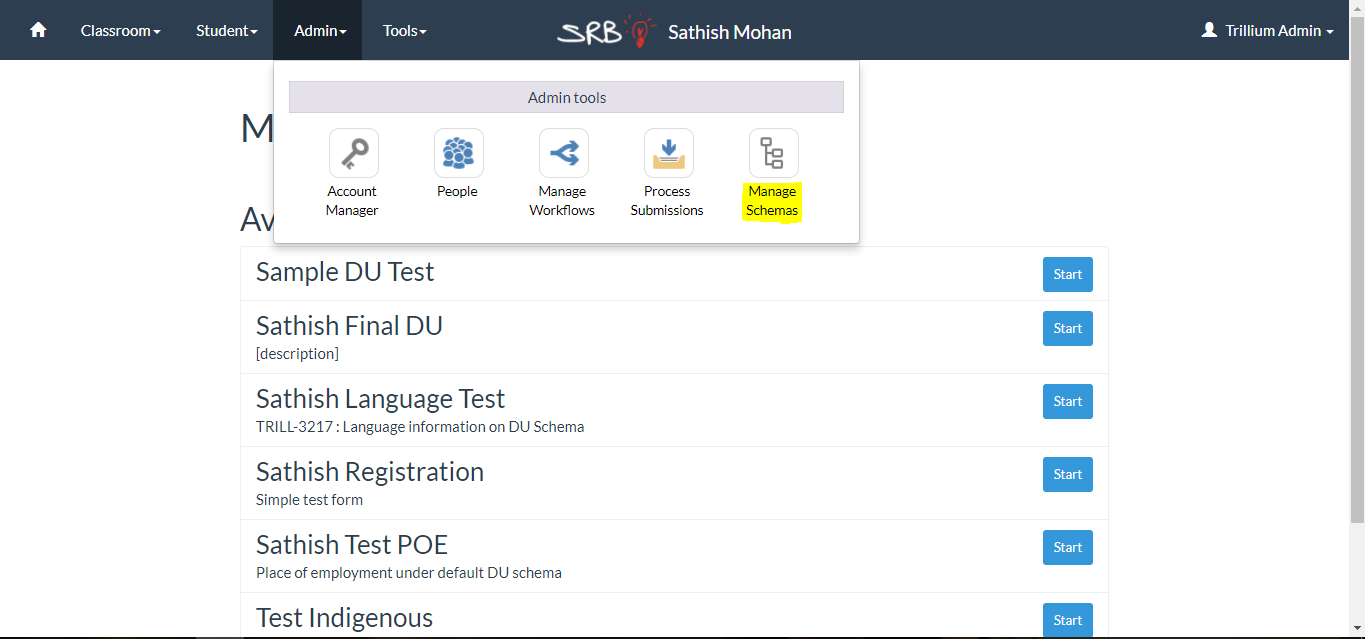 Classroom
Student
Admin
Tools
SRB
Sathish Mohan
Trillium Admin
Admin tools
Account
Manager
People
Manage
Workflows
Process
Submissions
Manage
Schemas
M
Av
Sample DU Test
Start
Sathish Final DU
[description]
Start
Sathish Language Test
TRILL-3217 : Language information on DU Schema
Start
Sathish Registration
Simple test form
Start
Sathish Test POE
Place of employment under default DU schema
Start
Test Indigenous
Start